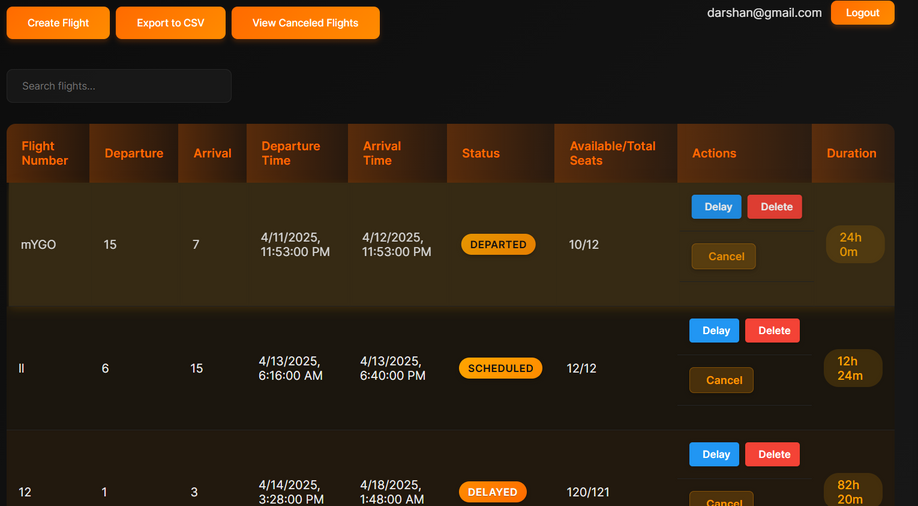 Create Flight Export to CSV View Canceled Flights darshan@gmail.com Logout
Search flights...
Flight Number Departure Arrival Departure Time Arrival Time Status Available/Total Seats Actions Duration
mYGO 15 7 4/11/2025, 11:53:00 PM 4/12/2025, 11:53:00 PM DEPARTED 10/12 Delay Delete Cancel 24h 0m
ll 6 15 4/13/2025, 6:16:00 AM 4/13/2025, 6:40:00 PM SCHEDULED 12/12 Delay Delete Cancel 12h 24m
12 1 3 4/14/2025, 3:28:00 PM 4/18/2025, 1:48:00 AM DELAYED 120/121 Delay Delete Cancel 82h 20m